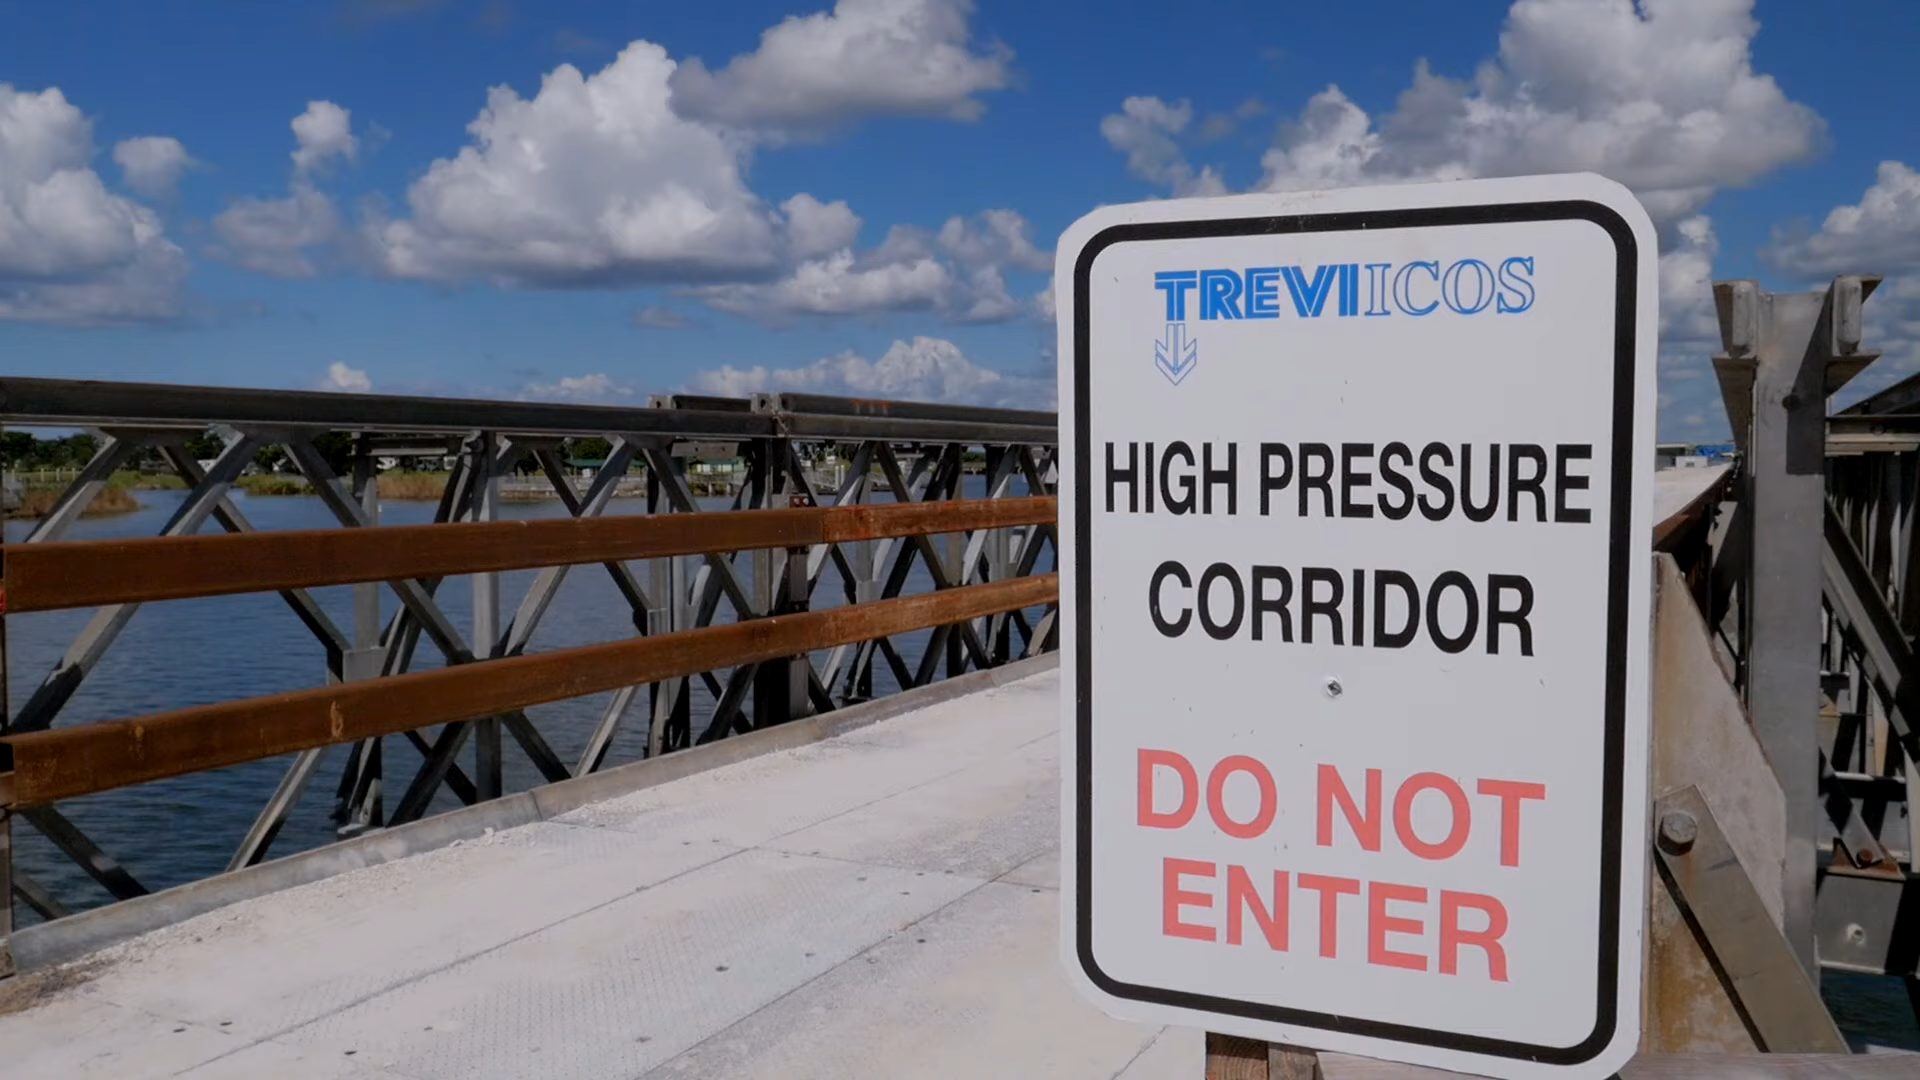 TREVIICOS
HIGH PRESSURE
CORRIDOR
DO NOT
ENTER